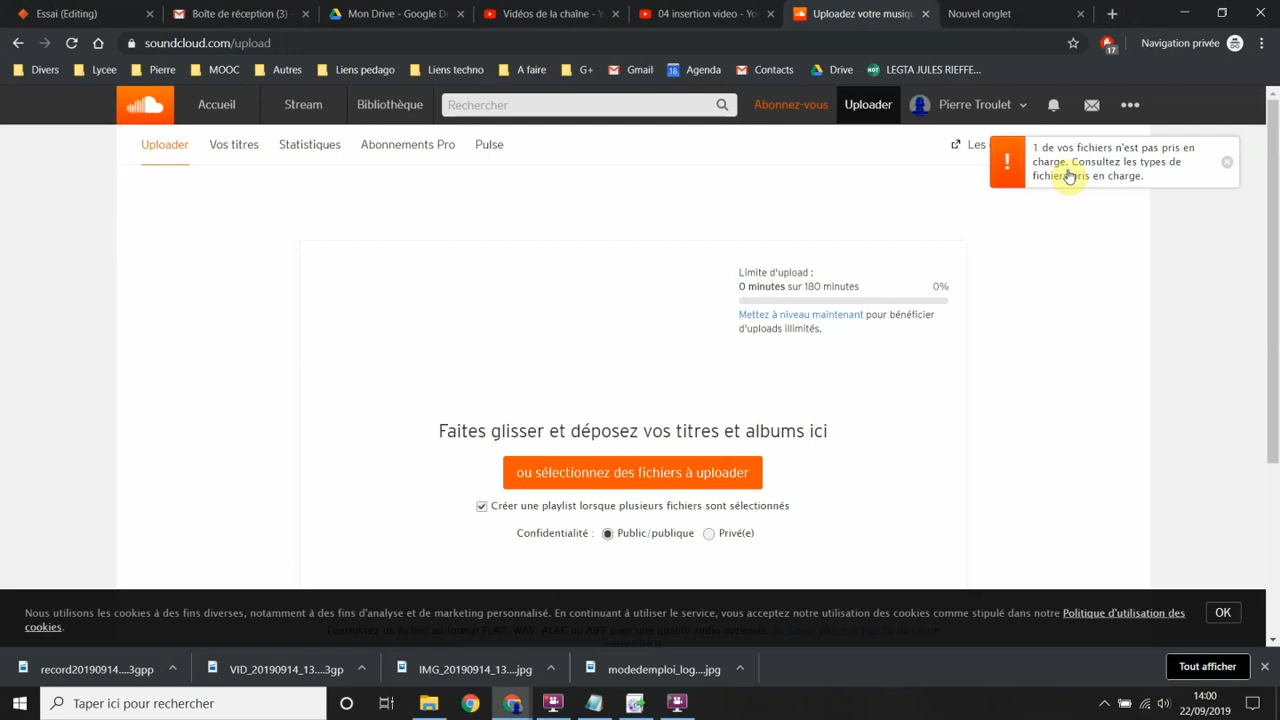 Essai (Editing)
Boîte de réception (3)
Mon Drive - Google D
Vidéos de la chaîne - Y
04 insertion video - You
Uploadez votre musiqu
Nouvel onglet
soundcloud.com/upload
17
Navigation privée
Divers
Lycee
Pierre
MOOC
Autres
Liens pedago
Liens techno
A faire
G+
Gmail
18
Agenda
Contacts
Drive
LEGTA JULES RIEFFE...
Accueil
Stream
Bibliothèque
Rechercher
Abonnez-vous
Uploader
Pierre Troulet
Uploader
Vos titres
Statistiques
Abonnements Pro
Pulse
Les
!
1 de vos fichiers n'est pas pris en
charge. Consultez les types de
fichiers pris en charge.
Limite d'upload :
0 minutes sur 180 minutes
0%
Mettez à niveau maintenant pour bénéficier
d'uploads illimités.
Faites glisser et déposez vos titres et albums ici
ou sélectionnez des fichiers à uploader
Créer une playlist lorsque plusieurs fichiers sont sélectionnés
Confidentialité :
Public/publique
Privé(e)
Nous utilisons les cookies à des fins diverses, notamment à des fins d'analyse et de marketing personnalisé. En continuant à utiliser le service, vous acceptez notre utilisation des cookies comme stipulé dans notre Politique d'utilisation des
cookies.
OK
record20190914....3gpp
VID_20190914_13....3gp
IMG_20190914_13....jpg
modedemploi_log....jpg
Tout afficher
Taper ici pour rechercher
14:00
22/09/2019